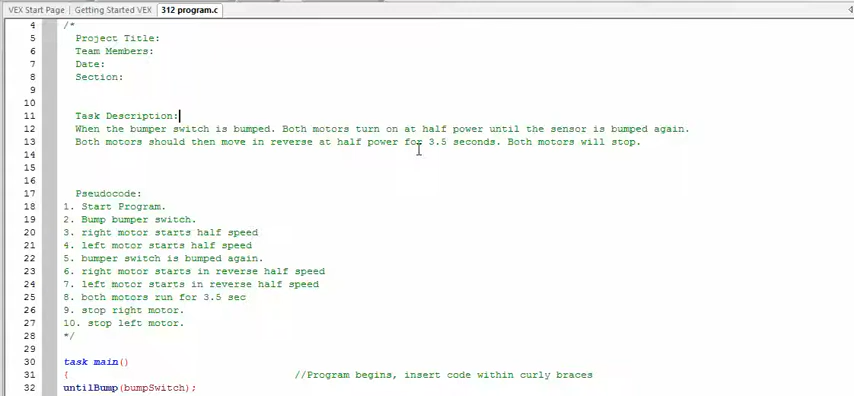 VEX Start Page Getting Started VEX 312 program.c
4 /*
5 Project Title:
6 Team Members:
7 Date:
8 Section:
9
10
11 Task Description:
12 When the bumper switch is bumped. Both motors turn on at half power until the sensor is bumped again.
13 Both motors should then move in reverse at half power for 3.5 seconds. Both motors will stop.
14
15
16
17 Pseudocode:
18 1. Start Program.
19 2. Bump bumper switch.
20 3. right motor starts half speed
21 4. left motor starts half speed
22 5. bumper switch is bumped again.
23 6. right motor starts in reverse half speed
24 7. left motor starts in reverse half speed
25 8. both motors run for 3.5 sec
26 9. stop right motor.
27 10. stop left motor.
28 */
29
30 task main()
31 { //Program begins, insert code within curly braces
32 untilBump(bumpSwitch);